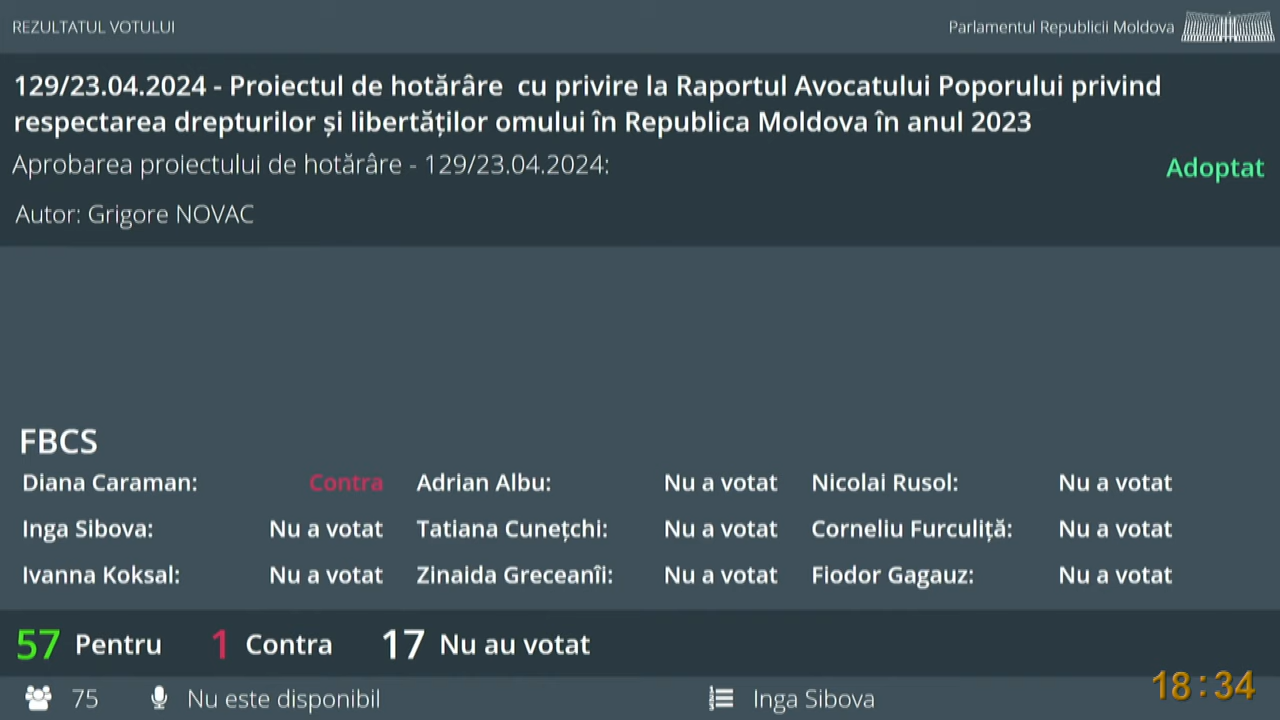 REZULTATUL VOTULUI
Parlamentul Republicii Moldova
129/23.04.2024 - Proiectul de hotărâre cu privire la Raportul Avocatului Poporului privind
respectarea drepturilor și libertăților omului în Republica Moldova în anul 2023
Aprobarea proiectului de hotărâre - 129/23.04.2024:
Adoptat
Autor: Grigore NOVAC
FBCS
Diana Caraman: Contra Adrian Albu: Nu a votat Nicolai Rusol: Nu a votat
Inga Sibova: Nu a votat Tatiana Cunețchi: Nu a votat Corneliu Furculiță: Nu a votat
Ivanna Koksal: Nu a votat Zinaida Greceanîi: Nu a votat Fiodor Gagauz: Nu a votat
57 Pentru 1 Contra 17 Nu au votat
75 Nu este disponibil Inga Sibova
18:34